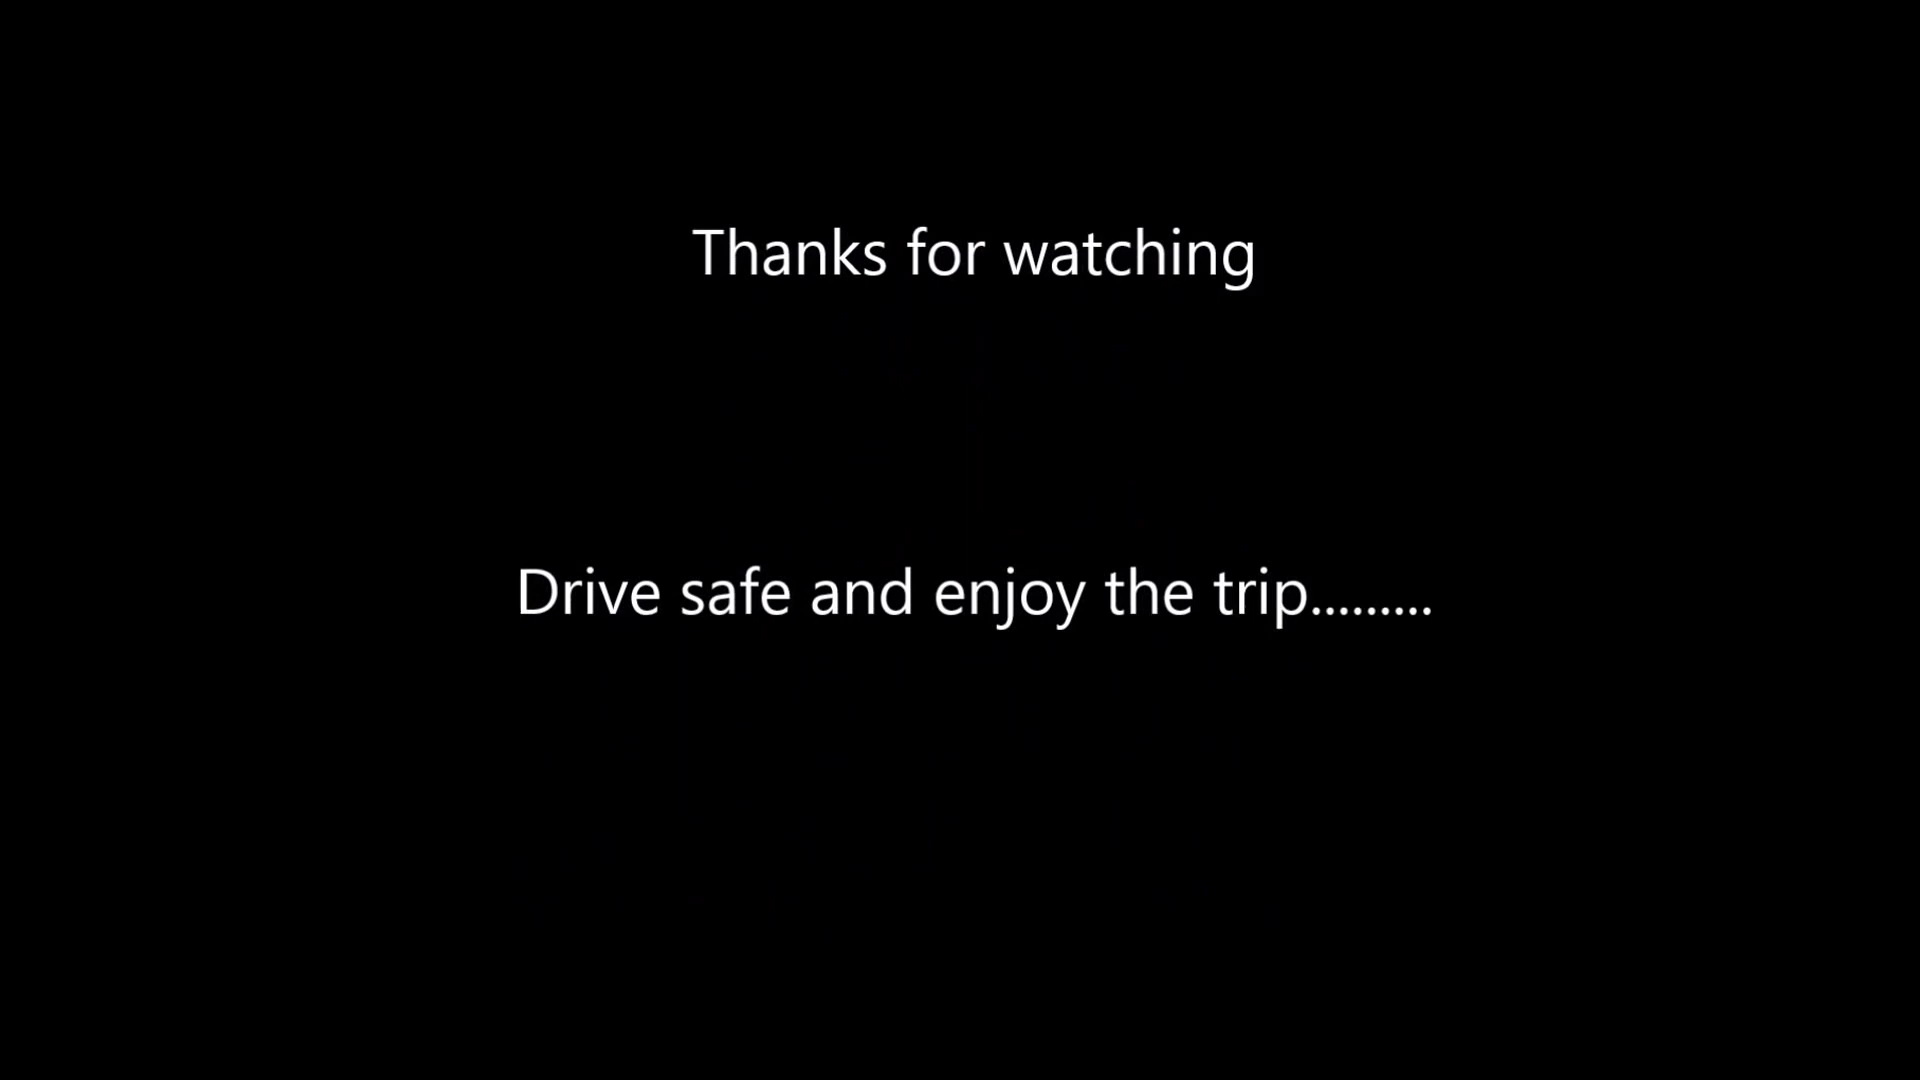 Thanks for watching
Drive safe and enjoy the trip.........